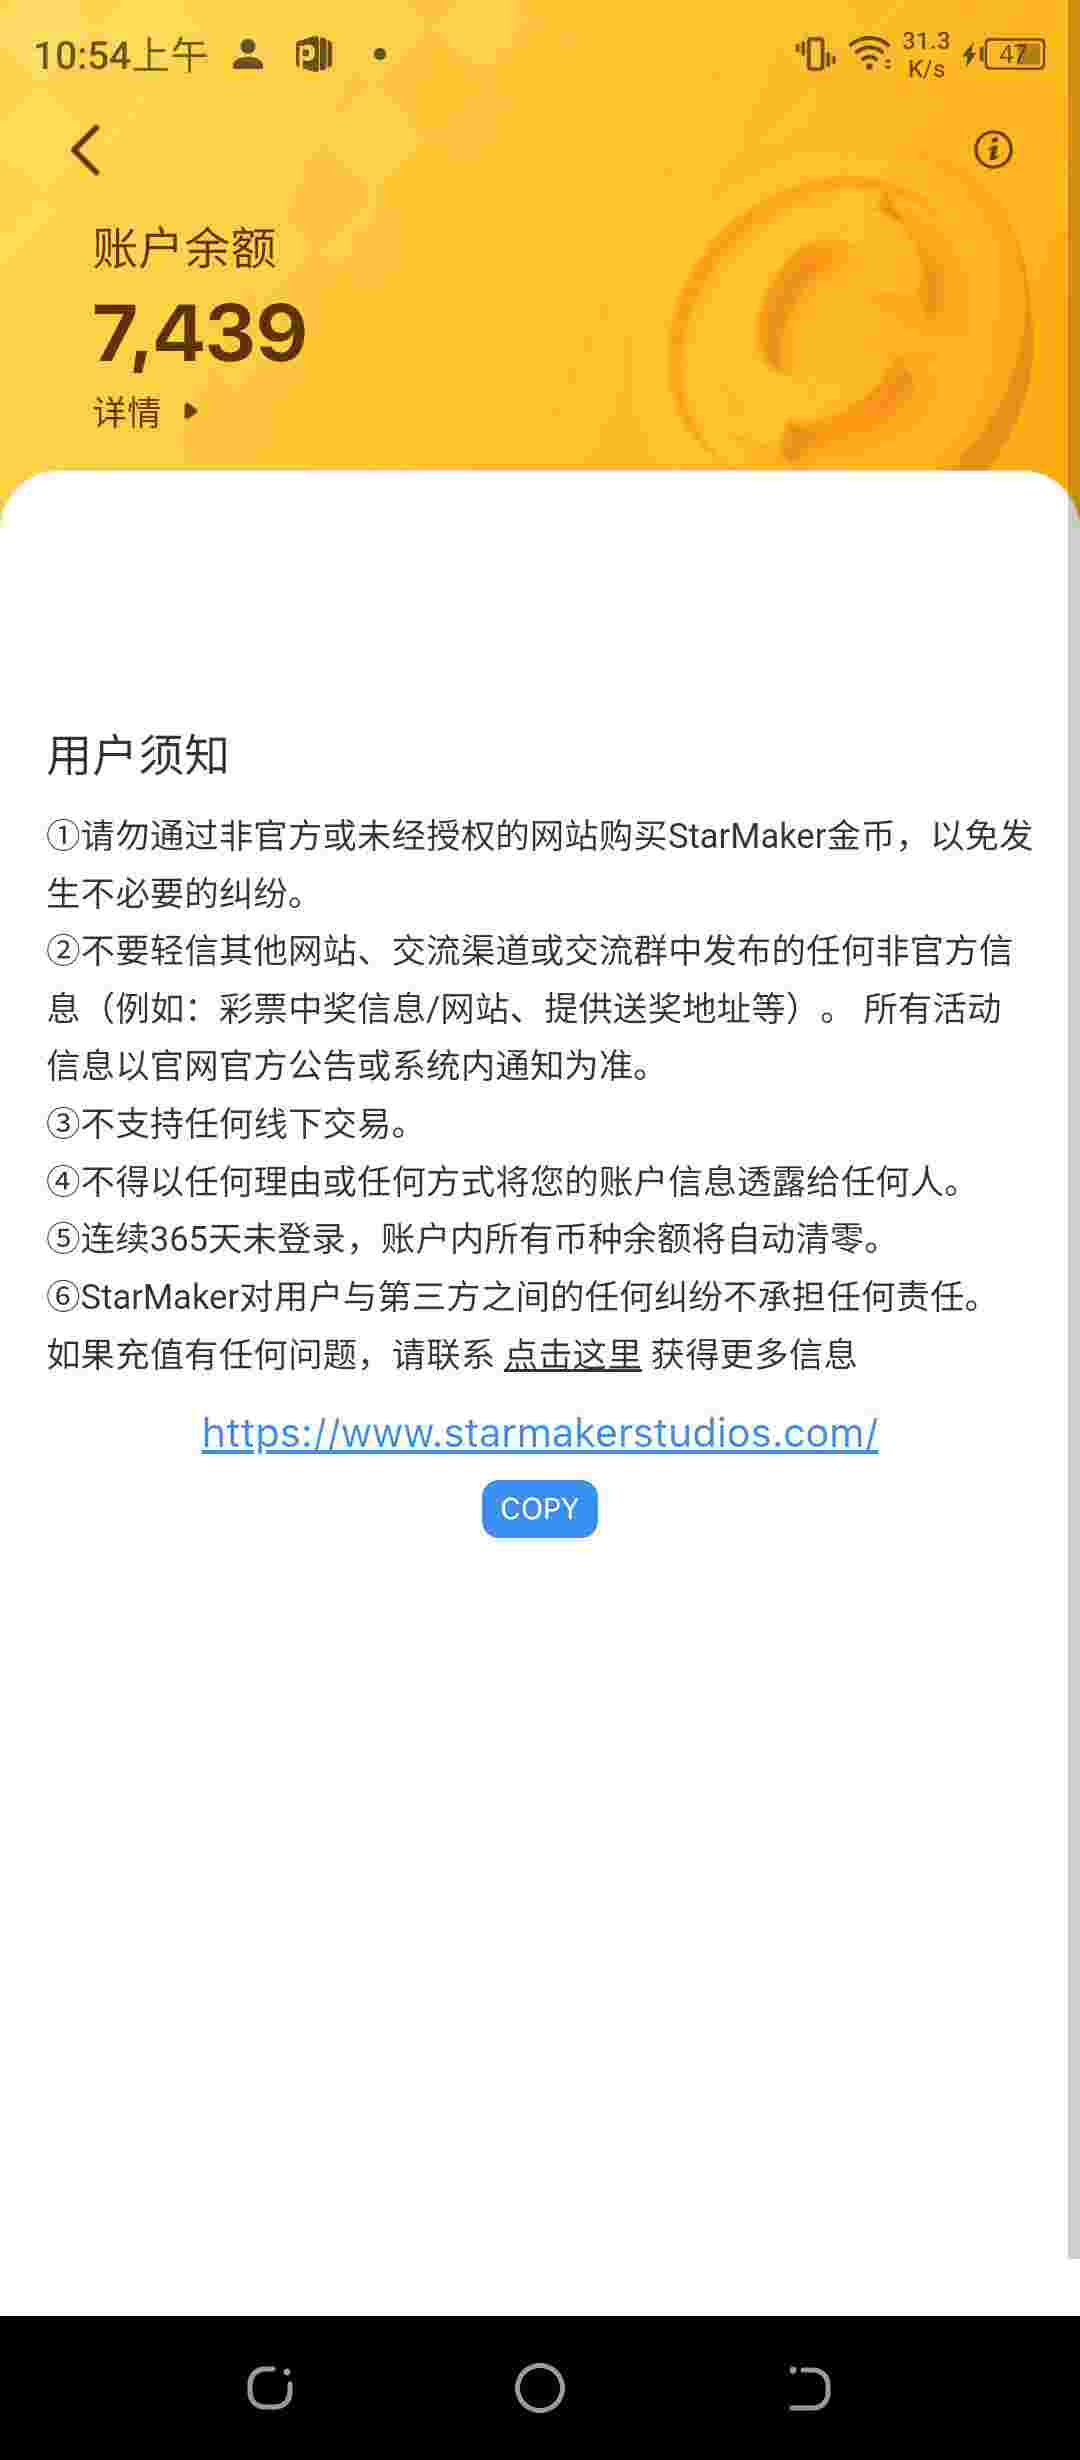 10:54上午
31.3
K/s
47
账户余额
7,439
详情
用户须知
①请勿通过非官方或未经授权的网站购买StarMaker金币，以免发
生不必要的纠纷。
②不要轻信其他网站、交流渠道或交流群中发布的任何非官方信
息（例如：彩票中奖信息/网站、提供送奖地址等）。 所有活动
信息以官网官方公告或系统内通知为准。
③不支持任何线下交易。
④不得以任何理由或任何方式将您的账户信息透露给任何人。
⑤连续365天未登录，账户内所有币种余额将自动清零。
⑥StarMaker对用户与第三方之间的任何纠纷不承担任何责任。
如果充值有任何问题，请联系 点击这里 获得更多信息
https://www.starmakerstudios.com/
COPY